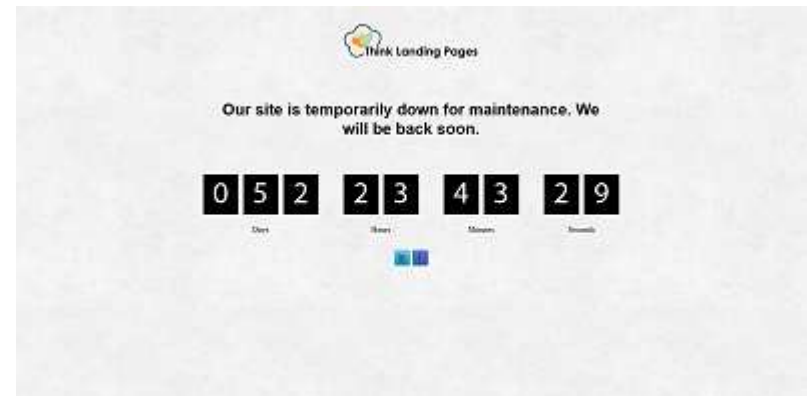 Think Landing Pages
Our site is temporarily down for maintenance. We
will be back soon.
052 23 43 29
Days Hours Minutes Seconds